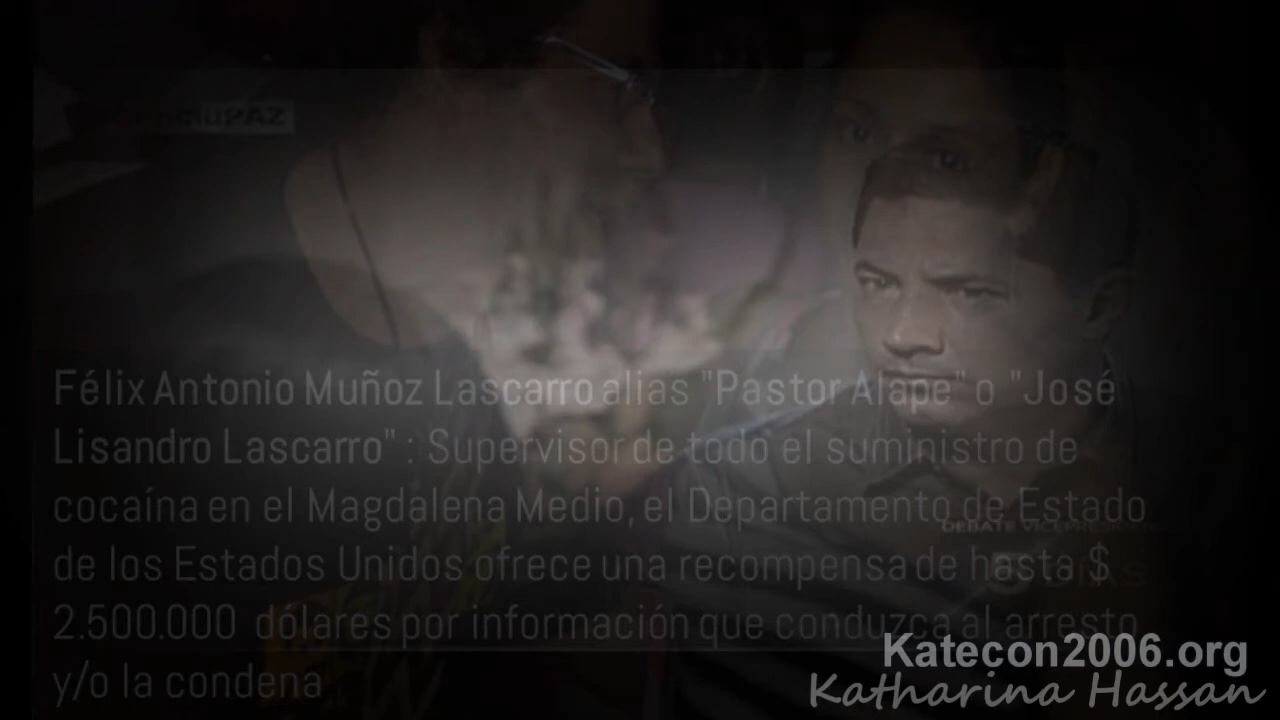 PAZ
Félix Antonio Muñoz Lascarro alias "Pastor Alape" o "José
Lisandro Lascarro" : Supervisor de todo el suministro de
cocaína en el Magdalena Medio, el Departamento de Estado
DEBATE
de los Estados Unidos ofrece una recompensa de hasta $
2.500.000 dólares por información que conduzca al arresto
y/o la condena
Katecon2006.org
Katharina Hassan